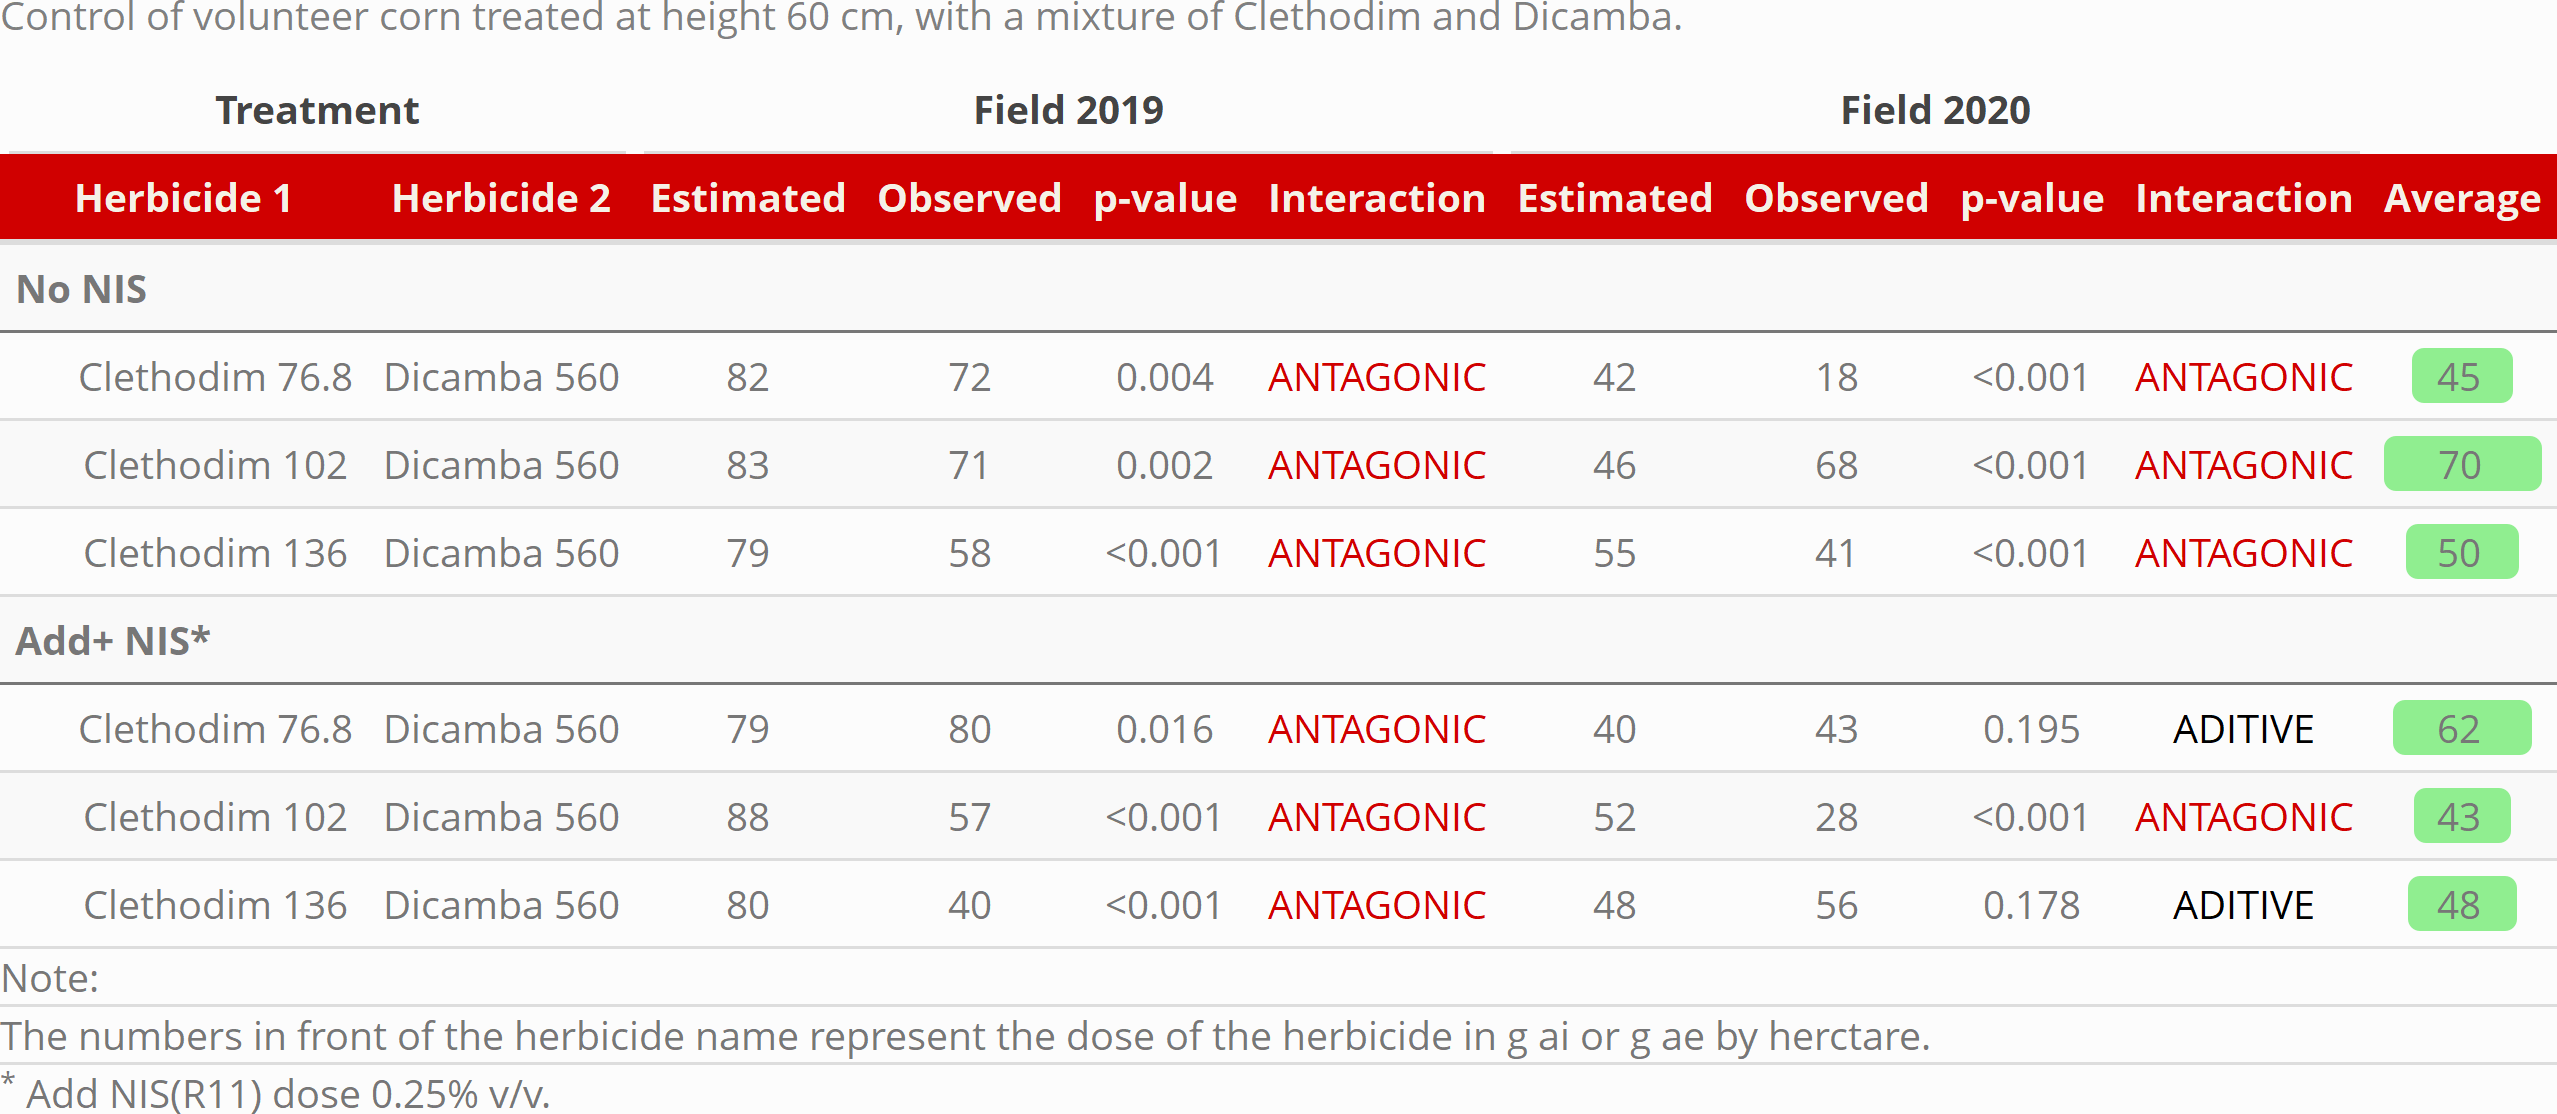 Control of volunteer corn treated at height 60 cm, with a mixture of Clethodim and Dicamba.
Treatment Field 2019 Field 2020
Herbicide 1 Herbicide 2 Estimated Observed p-value Interaction Estimated Observed p-value Interaction Average
No NIS
Clethodim 76.8 Dicamba 560 82 72 0.004 ANTAGONIC 42 18 <0.001 ANTAGONIC 45
Clethodim 102 Dicamba 560 83 71 0.002 ANTAGONIC 46 68 <0.001 ANTAGONIC 70
Clethodim 136 Dicamba 560 79 58 <0.001 ANTAGONIC 55 41 <0.001 ANTAGONIC 50
Add+ NIS*
Clethodim 76.8 Dicamba 560 79 80 0.016 ANTAGONIC 40 43 0.195 ADITIVE 62
Clethodim 102 Dicamba 560 88 57 <0.001 ANTAGONIC 52 28 <0.001 ANTAGONIC 43
Clethodim 136 Dicamba 560 80 40 <0.001 ANTAGONIC 48 56 0.178 ADITIVE 48
Note:
The numbers in front of the herbicide name represent the dose of the herbicide in g ai or g ae by herctare.
* Add NIS(R11) dose 0.25% v/v.